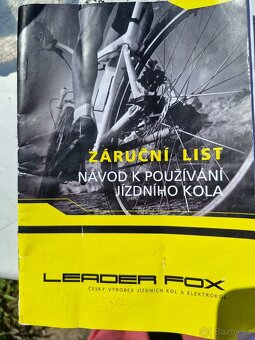 ZÁRUČNÍ LIST
NÁVOD K POUŽÍVÁNÍ
JÍZDNÍHO KOLA
LEADER FOX
ČESKÝ VÝROBCE JÍZDNÍCH KOL A ELEKTROKOL